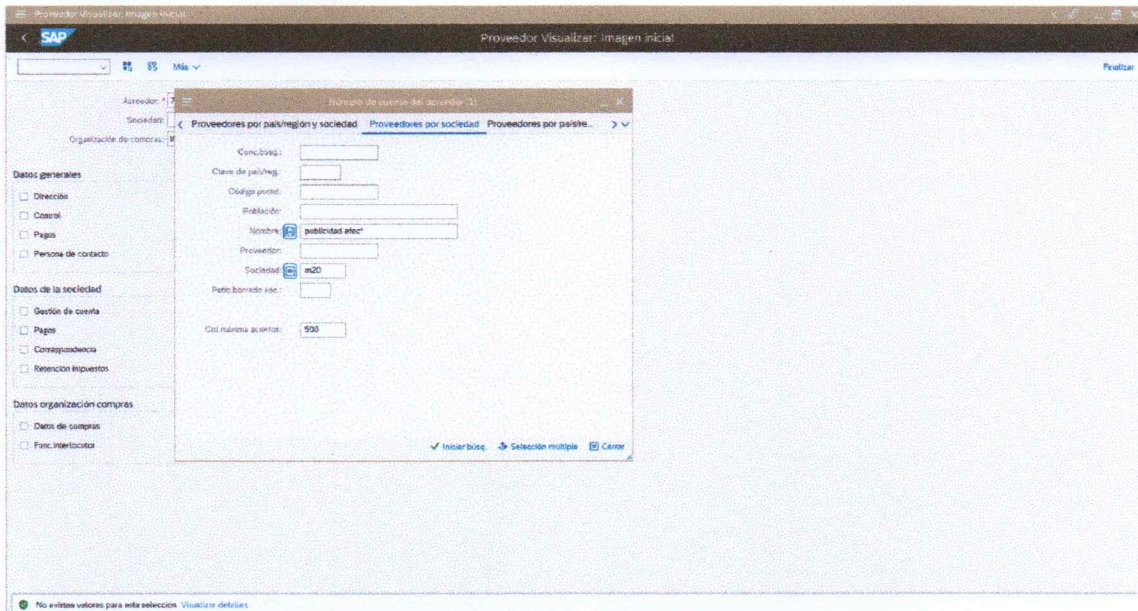 Proveedor Visualizar: Imagen inicial
SAP
Proveedor Visualizar: Imagen inicial
Más
Finalizar
Acreedor: *
Sociedad:
Organización de compras:
Datos generales
Dirección
Control
Pagos
Persona de contacto
Datos de la sociedad
Gestión de cuenta
Pagos
Correspondencia
Retención impuestos
Datos organización compras
Datos de compras
Func.interlocutor
Número de cuenta del acreedor (1)
Proveedores por país/región y sociedad Proveedores por sociedad Proveedores por país/re...
Conc.búsq.:
Clave de país/reg.:
Código postal:
Población:
Nombre: publicidad efec*
Proveedor:
Sociedad: m20
Petic.borrado soc.:
Ctd.máxima aciertos: 500
Iniciar búsq. Selección múltiple Cerrar
No existen valores para esta selección Visualizar detalles